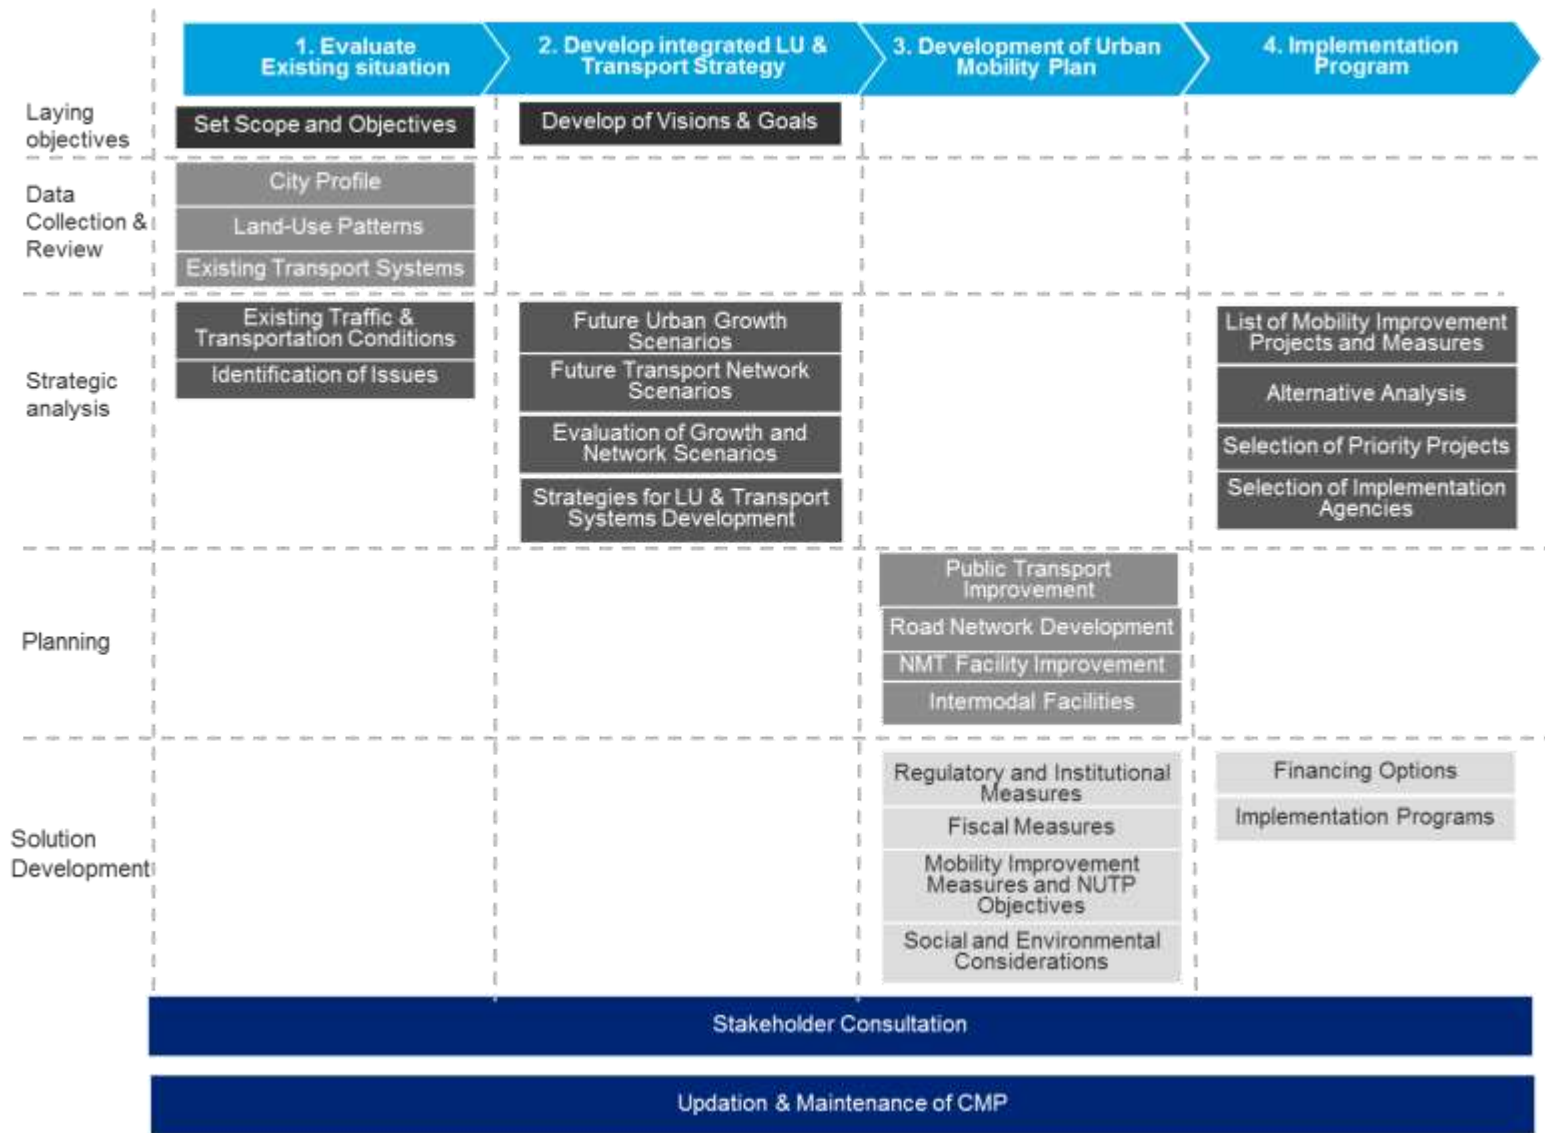 1. Evaluate
Existing situation
2. Develop integrated LU &
Transport Strategy
3. Development of Urban
Mobility Plan
4. Implementation
Program
Laying
objectives
Set Scope and Objectives
Develop of Visions & Goals
Data
Collection &
Review
City Profile
Land-Use Patterns
Existing Transport Systems
Strategic
analysis
Existing Traffic &
Transportation Conditions
Identification of Issues
Future Urban Growth
Scenarios
Future Transport Network
Scenarios
Evaluation of Growth and
Network Scenarios
Strategies for LU & Transport
Systems Development
List of Mobility Improvement
Projects and Measures
Alternative Analysis
Selection of Priority Projects
Selection of Implementation
Agencies
Planning
Public Transport
Improvement
Road Network Development
NMT Facility Improvement
Intermodal Facilities
Solution
Development
Regulatory and Institutional
Measures
Fiscal Measures
Mobility Improvement
Measures and NUTP
Objectives
Social and Environmental
Considerations
Financing Options
Implementation Programs
Stakeholder Consultation
Updation & Maintenance of CMP